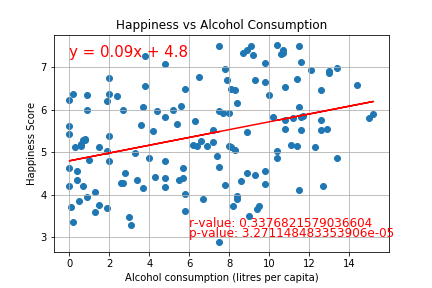 Happiness vs Alcohol Consumption
y = 0.09x + 4.8
7
6
5
4
3
Happiness Score
r-value: 0.3376821579036604
p-value: 3.271148483353906e-05
0 2 4 6 8 10 12 14
Alcohol consumption (litres per capita)